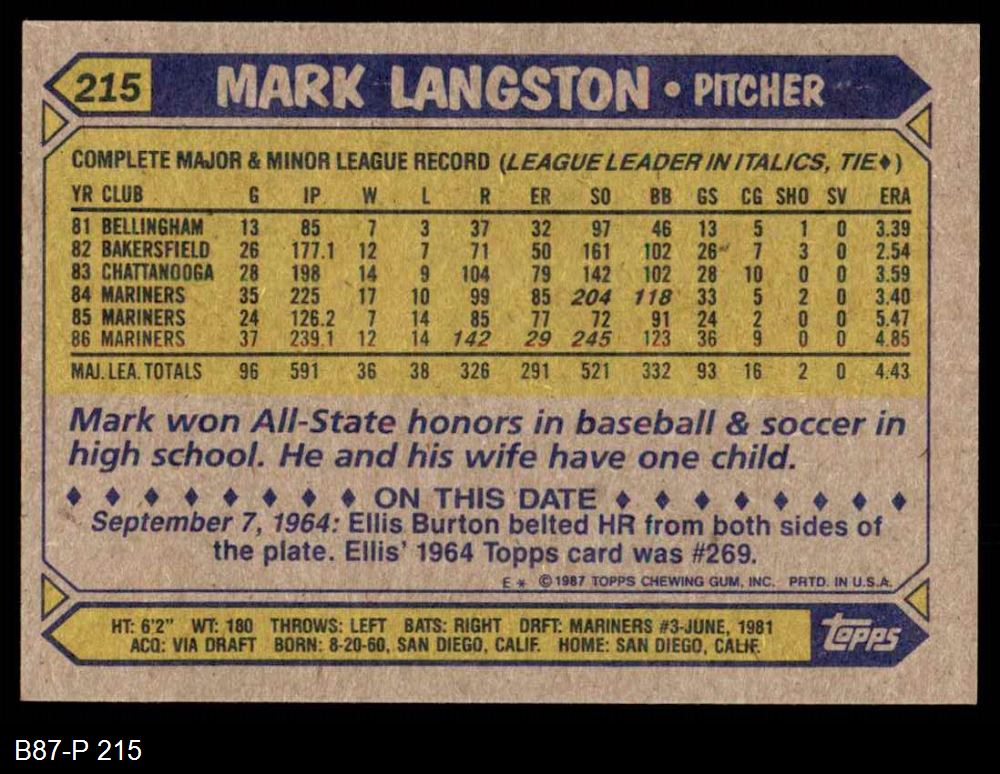 215 MARK LANGSTON • PITCHER
COMPLETE MAJOR & MINOR LEAGUE RECORD (LEAGUE LEADER IN ITALICS, TIE♦)
YR CLUB G IP W L R ER SO BB GS CG SHO SV ERA
81 BELLINGHAM 13 85 7 3 37 32 97 46 13 5 1 0 3.39
82 BAKERSFIELD 26 177.1 12 7 71 50 161 102 26 7 3 0 2.54
83 CHATTANOOGA 28 198 14 9 104 79 142 102 28 10 0 0 3.59
84 MARINERS 35 225 17 10 99 85 204 118 33 5 2 0 3.40
85 MARINERS 24 126.2 7 14 85 77 72 91 24 2 0 0 5.47
86 MARINERS 37 239.1 12 14 142 29 245 123 36 9 0 0 4.85
MAJ. LEA. TOTALS 96 591 36 38 326 291 521 332 93 16 2 0 4.43
Mark won All-State honors in baseball & soccer in
high school. He and his wife have one child.
♦ ♦ ♦ ♦ ♦ ♦ ♦ ♦ ON THIS DATE ♦ ♦ ♦ ♦ ♦ ♦ ♦ ♦
September 7, 1964: Ellis Burton belted HR from both sides of
the plate. Ellis' 1964 Topps card was #269.
E * ©1987 TOPPS CHEWING GUM, INC. PRTD. IN U.S.A.
HT: 6'2" WT: 180 THROWS: LEFT BATS: RIGHT DRFT: MARINERS #3-JUNE, 1981
ACQ: VIA DRAFT BORN: 8-20-60, SAN DIEGO, CALIF. HOME: SAN DIEGO, CALIF.
topps
B87-P 215